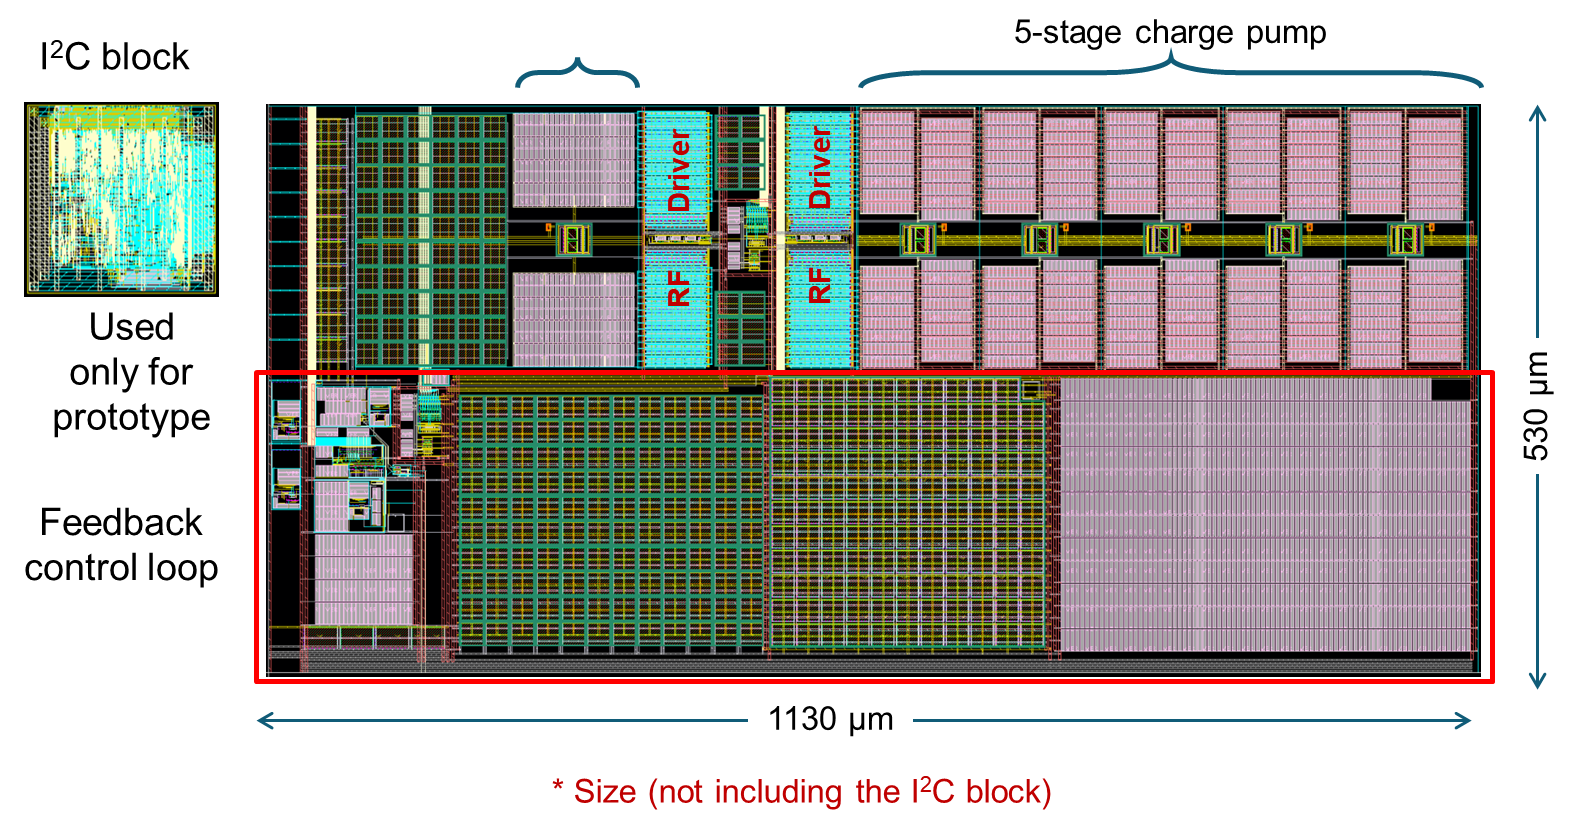 I²C block
5-stage charge pump
Driver
Driver
RF
RF
Used
only for
prototype
Feedback
control loop
530 µm
1130 µm
* Size (not including the I²C block)